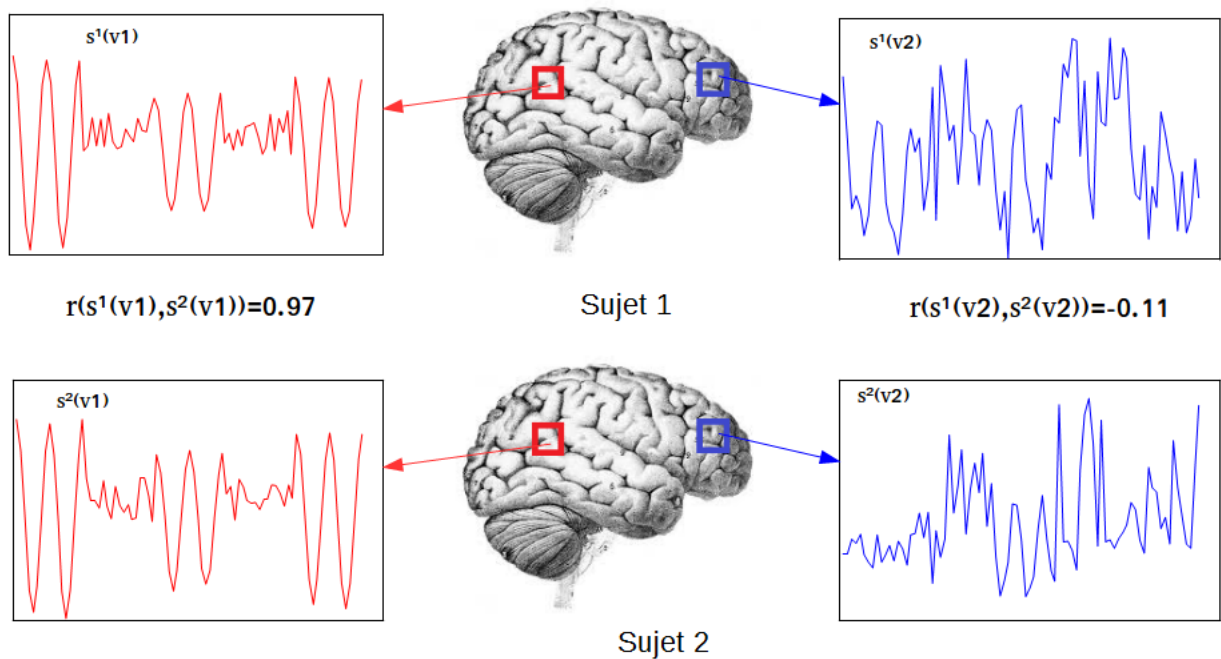 s¹(v1)
s¹(v2)
r(s¹(v1),s²(v1))=0.97
Sujet 1
r(s¹(v2),s²(v2))=-0.11
s²(v1)
s²(v2)
Sujet 2